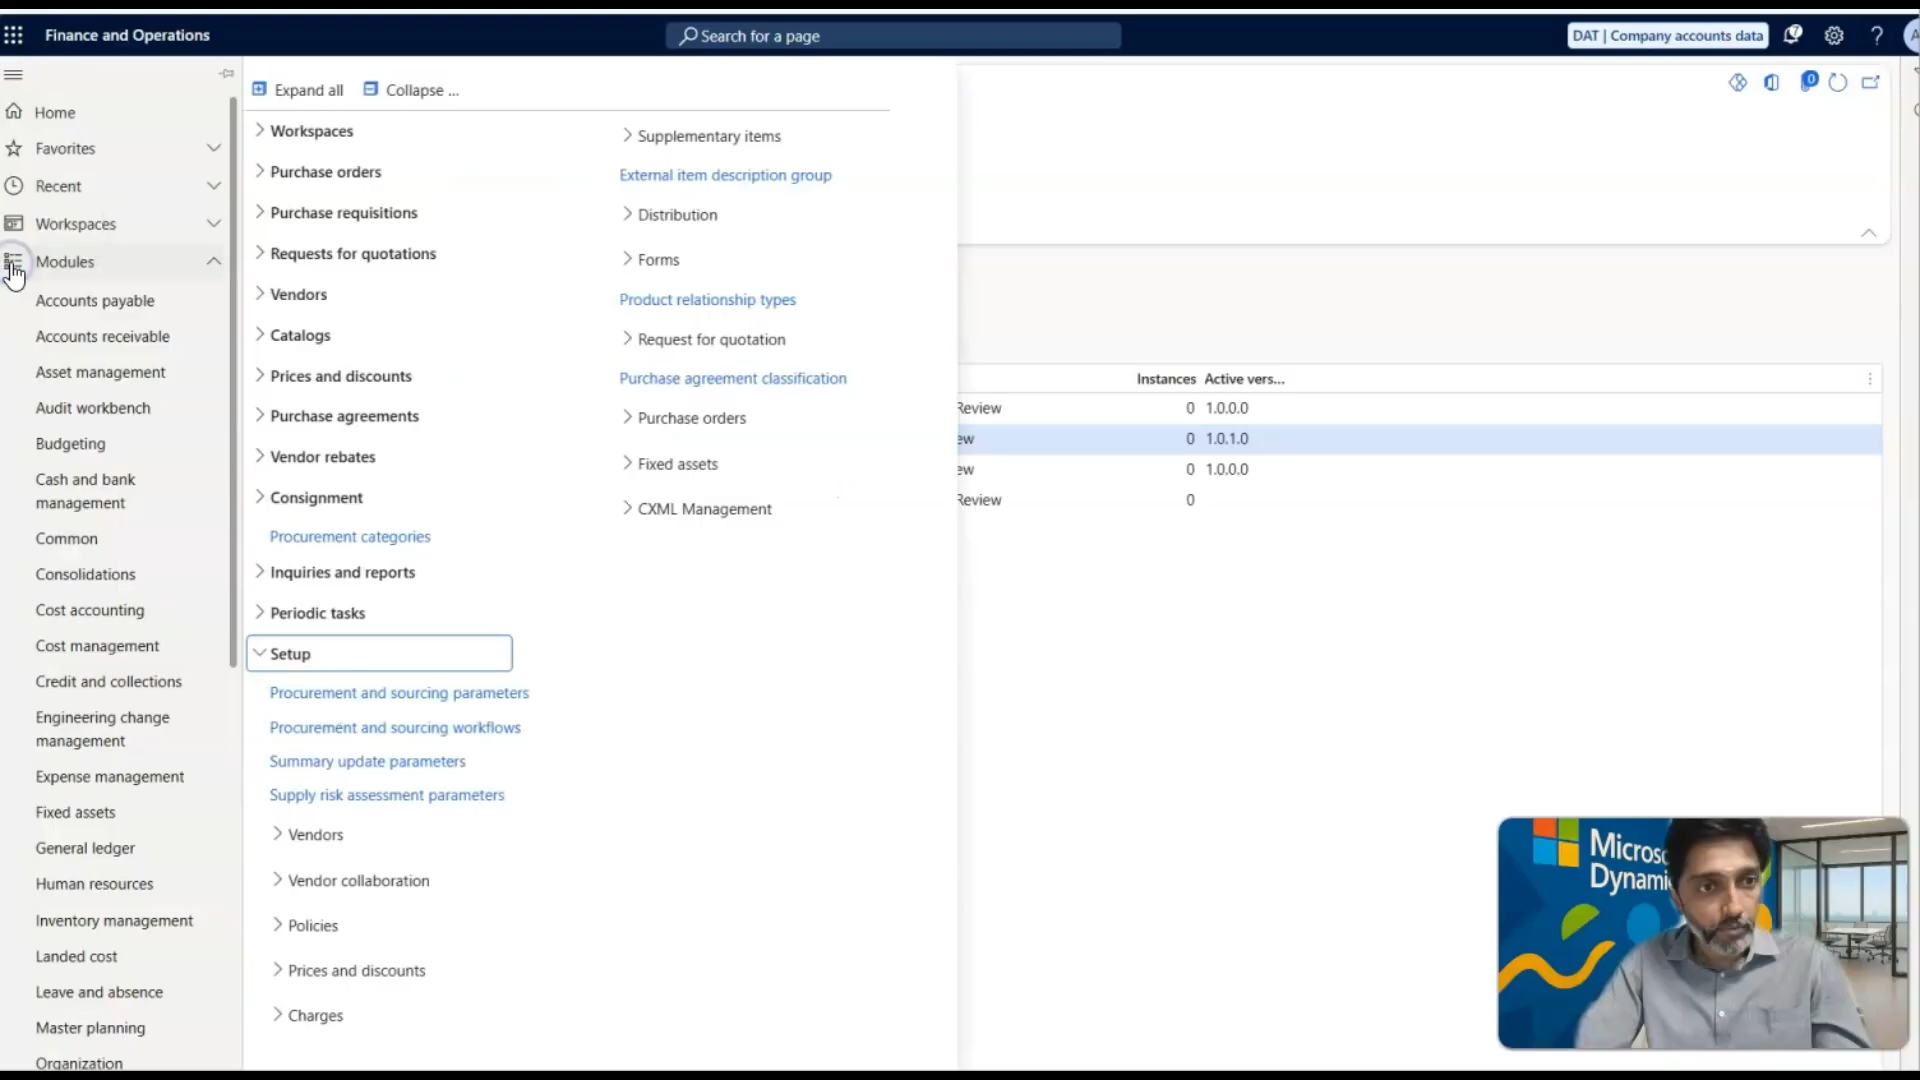 Finance and Operations
Search for a page
DAT | Company accounts data
Home
Favorites
Recent
Workspaces
Modules
Accounts payable
Accounts receivable
Asset management
Audit workbench
Budgeting
Cash and bank
management
Common
Consolidations
Cost accounting
Cost management
Credit and collections
Engineering change
management
Expense management
Fixed assets
General ledger
Human resources
Inventory management
Landed cost
Leave and absence
Master planning
Organization
Expand all
Collapse ...
Workspaces
Purchase orders
Purchase requisitions
Requests for quotations
Vendors
Catalogs
Prices and discounts
Purchase agreements
Vendor rebates
Consignment
Procurement categories
Inquiries and reports
Periodic tasks
Setup
Procurement and sourcing parameters
Procurement and sourcing workflows
Summary update parameters
Supply risk assessment parameters
Vendors
Vendor collaboration
Policies
Prices and discounts
Charges
Supplementary items
External item description group
Distribution
Forms
Product relationship types
Request for quotation
Purchase agreement classification
Purchase orders
Fixed assets
CXML Management
0
Instances Active vers...
Review 0 1.0.0.0
ew 0 1.0.1.0
ew 0 1.0.0.0
Review 0
Microso
Dynami